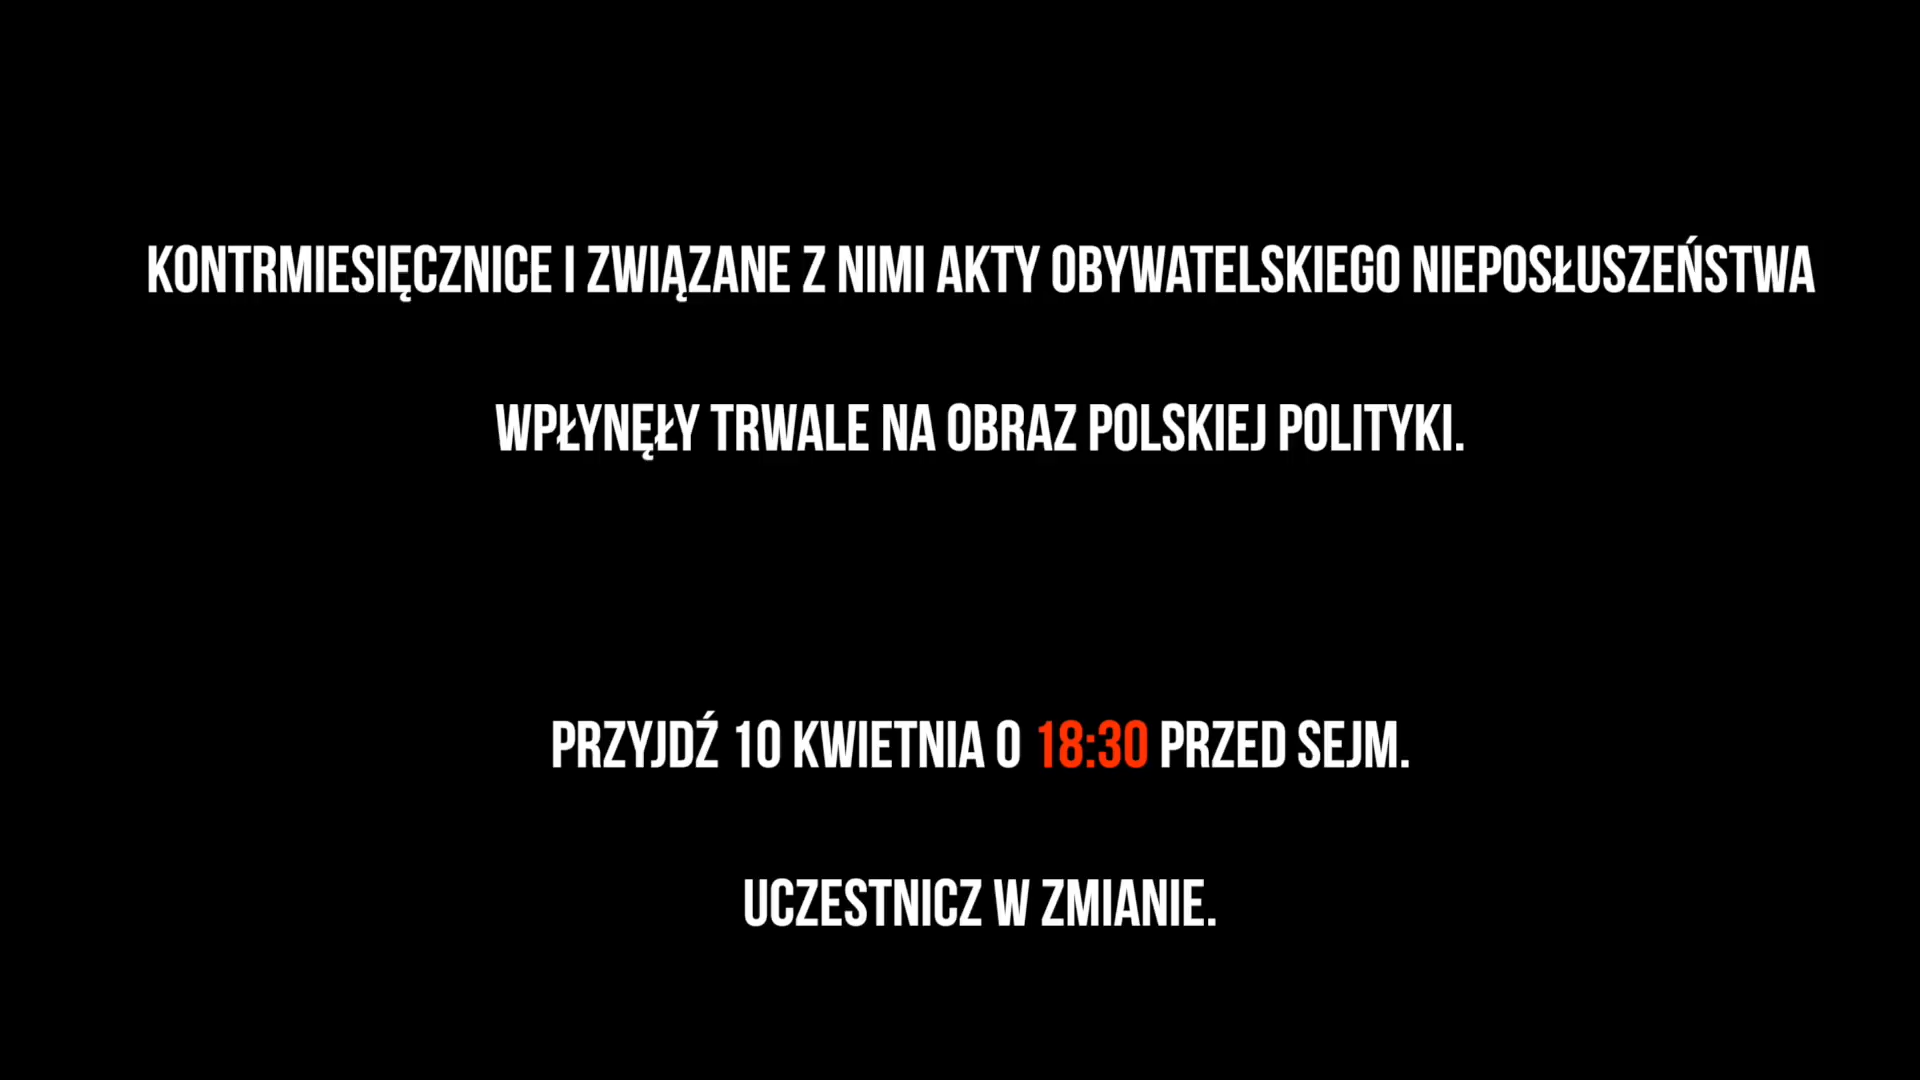 KONTRMIESIĘCZNICE I ZWIĄZANE Z NIMI AKTY OBYWATELSKIEGO NIEPOSŁUSZEŃSTWA
WPŁYNĘŁY TRWALE NA OBRAZ POLSKIEJ POLITYKI.
PRZYJDŹ 10 KWIETNIA O 18:30 PRZED SEJM.
UCZESTNICZ W ZMIANIE.